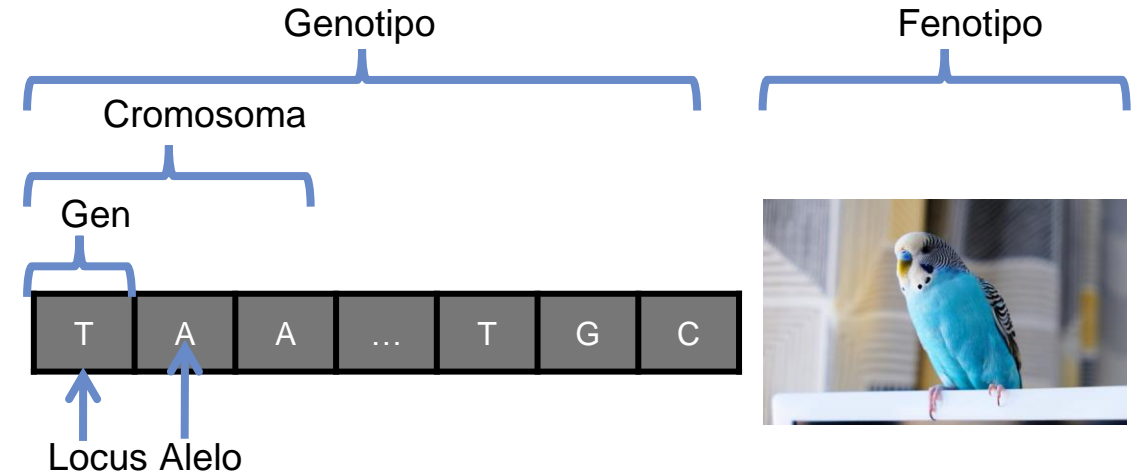 Genotipo
Fenotipo
Cromosoma
Gen
T A A ... T G C
Locus Alelo